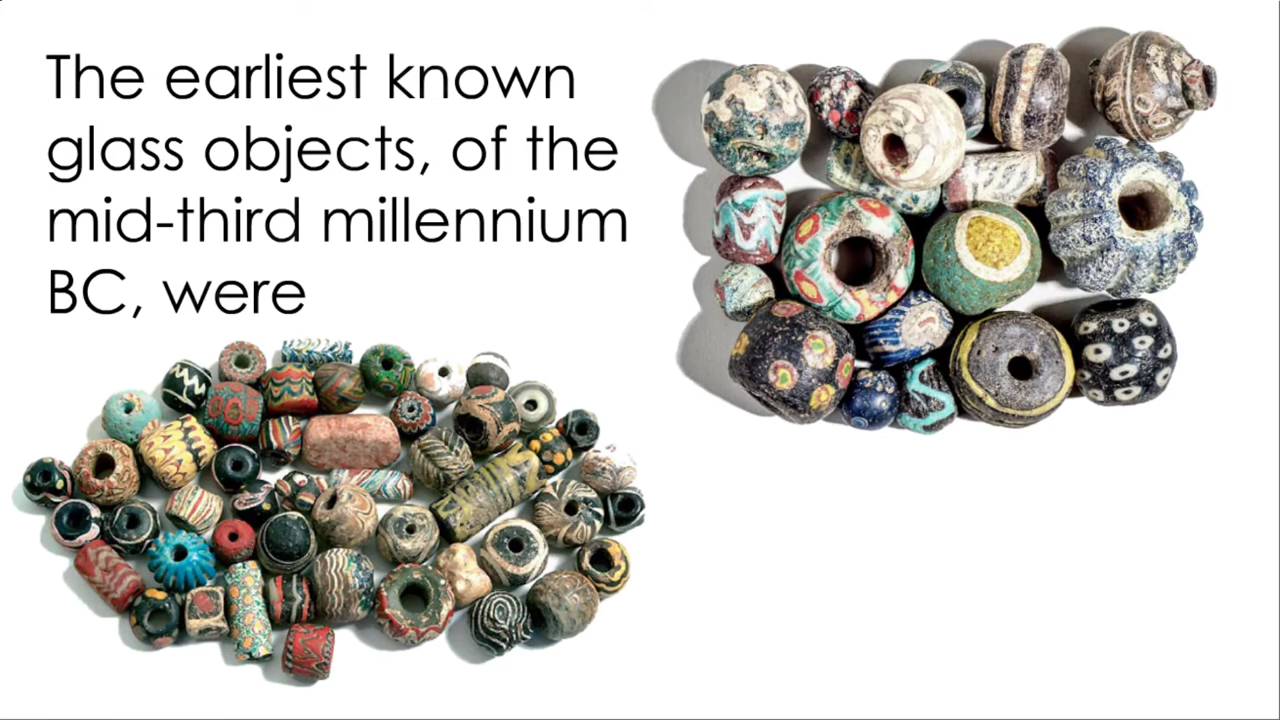 The earliest known
glass objects, of the
mid-third millennium
BC, were